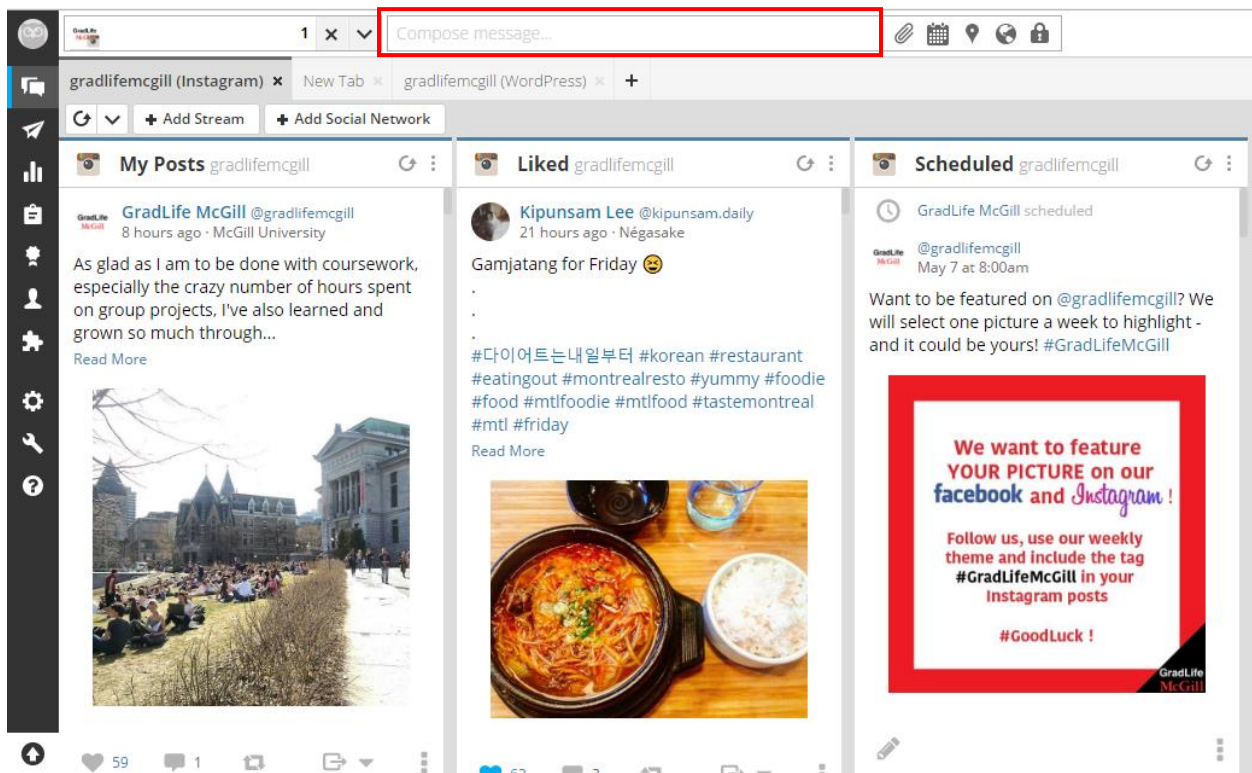 GradLife
McGill
1
Compose message...
gradlifemcgill (Instagram)
New Tab
gradlifemcgill (WordPress)
Add Stream
Add Social Network
My Posts gradlifemcgill
GradLife McGill @gradlifemcgill
8 hours ago · McGill University
As glad as I am to be done with coursework,
especially the crazy number of hours spent
on group projects, I've also learned and
grown so much through...
Read More
59
1
Liked gradlifemcgill
Kipunsam Lee @kipunsam.daily
21 hours ago · Négasake
Gamjatang for Friday 😆
.
.
.
#다이어트는내일부터 #korean #restaurant
#eatingout #montrealresto #yummy #foodie
#food #mtlfoodie #mtlfood #tastemontreal
#mtl #friday
Read More
Scheduled gradlifemcgill
GradLife McGill scheduled
GradLife
McGill
@gradlifemcgill
May 7 at 8:00am
Want to be featured on @gradlifemcgill? We
will select one picture a week to highlight -
and it could be yours! #GradLifeMcGill
We want to feature
YOUR PICTURE on our
facebook and Instagram !
Follow us, use our weekly
theme and include the tag
#GradLifeMcGill in your
Instagram posts
#GoodLuck !
GradLife
McGill